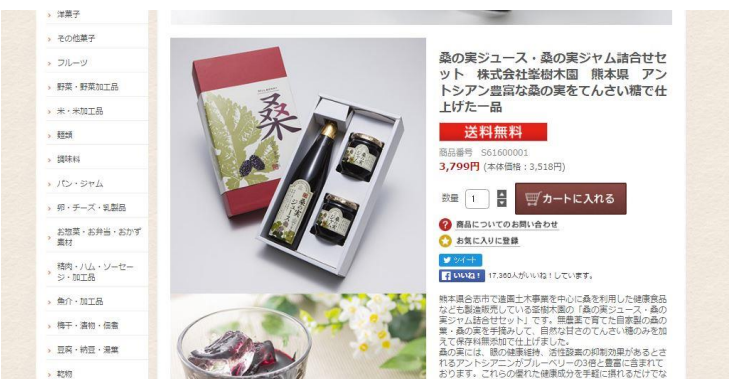 洋菓子
その他菓子
フルーツ
野菜・野菜加工品
米・米加工品
麺類
調味料
パン・ジャム
卵・チーズ・乳製品
お惣菜・お弁当・おかず
素材
精肉・ハム・ソーセー
ジ・加工品
魚介・加工品
梅干・漬物・佃煮
豆腐・納豆・湯葉
乾物
桑
桑の実
ジュース
桑の実ジュース・桑の実ジャム詰合せセ
ット 株式会社峯樹木園 熊本県 アン
トシアン豊富な桑の実をてんさい糖で仕
上げた一品
送料無料
商品番号 S61600001
3,799円 (本体価格：3,518円)
数量 1 カートに入れる
商品についてのお問い合わせ
お気に入りに登録
ツイート
いいね！ 17,360人がいいね！しています。
熊本県合志市で造園土木事業を中心に桑を利用した健康食品
なども製造販売している峯樹木園の「桑の実ジュース・桑の
実ジャム詰合せセット」です。無農薬で育てた自家製の桑の
葉・桑の実を手摘みして、自然な甘さのてんさい糖のみを加
えて保存料無添加で仕上げました。
桑の実には、眼の健康維持、活性酸素の抑制効果があるとさ
れるアントシアニンがブルーベリーの3倍と豊富に含まれて
おります。これらの優れた健康成分を手軽に摂れるだけでな